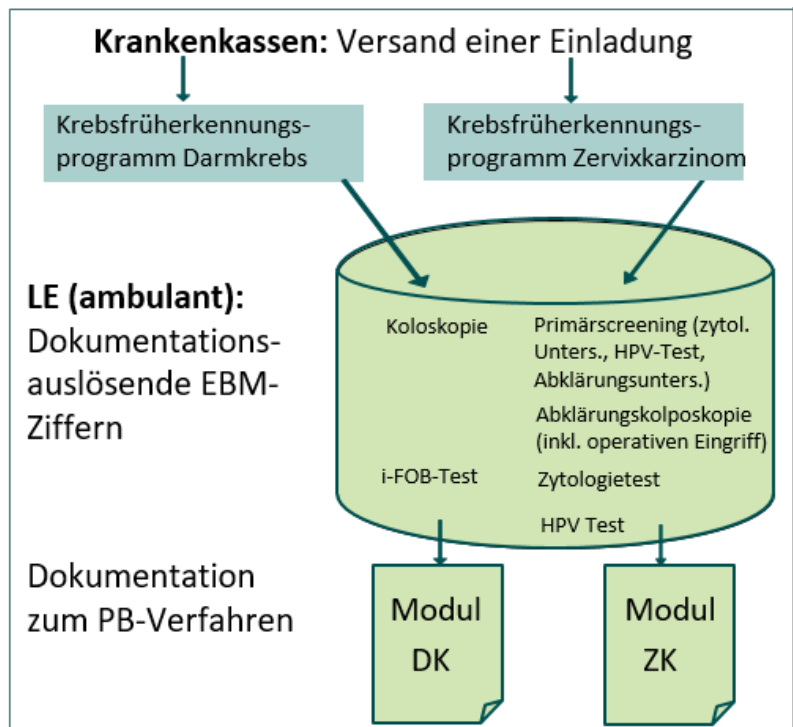 Krankenkassen: Versand einer Einladung
Krebsfrüherkennungs-
programm Darmkrebs
Krebsfrüherkennungs-
programm Zervixkarzinom
LE (ambulant):
Dokumentations-
auslösende EBM-
Ziffern
Koloskopie
i-FOB-Test
Primärscreening (zytol.
Unters., HPV-Test,
Abklärungsunters.)
Abklärungskolposkopie
(inkl. operativen Eingriff)
Zytologietest
HPV Test
Dokumentation
zum PB-Verfahren
Modul
DK
Modul
ZK